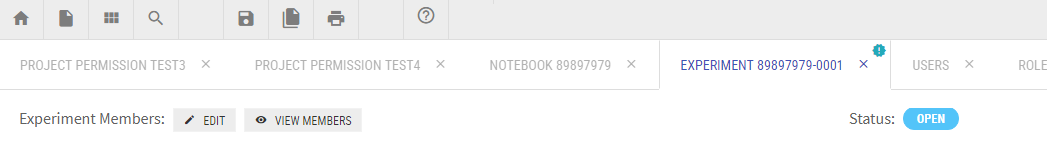 PROJECT PERMISSION TEST3 × PROJECT PERMISSION TEST4 × NOTEBOOK 89897979 × EXPERIMENT 89897979-0001 × USERS × ROLE
Experiment Members: EDIT VIEW MEMBERS Status: OPEN